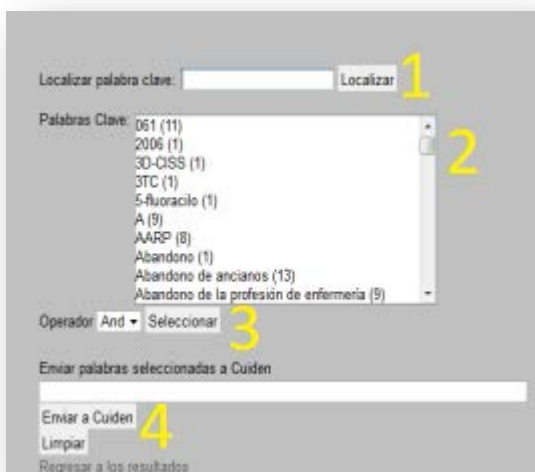 Localizar palabra clave: Localizar 1
Palabras Clave: 2
061 (11)
2006 (1)
3D-CISS (1)
3TC (1)
5-fluoracilo (1)
A (9)
AARP (8)
Abandono (1)
Abandono de ancianos (13)
Abandono de la profesión de enfermería (9)
Operador And Seleccionar 3
Enviar palabras seleccionadas a Cuiden
Enviar a Cuiden 4
Limpiar
Regresar a los resultados